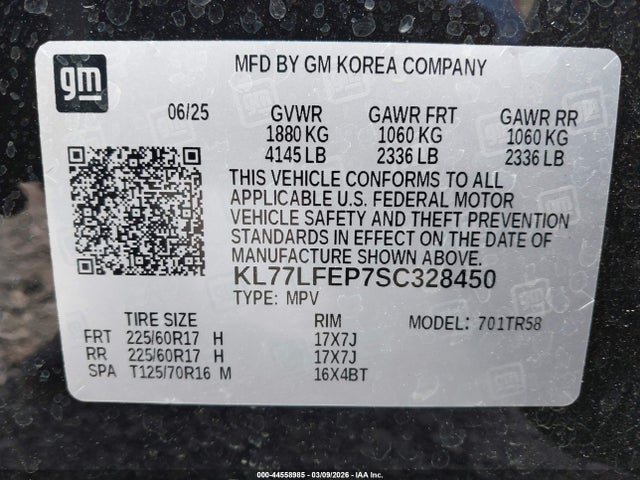 gm
MFD BY GM KOREA COMPANY
06/25 GVWR GAWR FRT GAWR RR
1880 KG 1060 KG 1060 KG
4145 LB 2336 LB 2336 LB
THIS VEHICLE CONFORMS TO ALL
APPLICABLE U.S. FEDERAL MOTOR
VEHICLE SAFETY AND THEFT PREVENTION
STANDARDS IN EFFECT ON THE DATE OF
MANUFACTURE SHOWN ABOVE.
KL77LFEP7SC328450
TYPE: MPV
TIRE SIZE RIM MODEL: 701TR58
FRT 225/60R17 H 17X7J
RR 225/60R17 H 17X7J
SPA T125/70R16 M 16X4BT
000-44558985 - 03/09/2026 - IAA Inc.